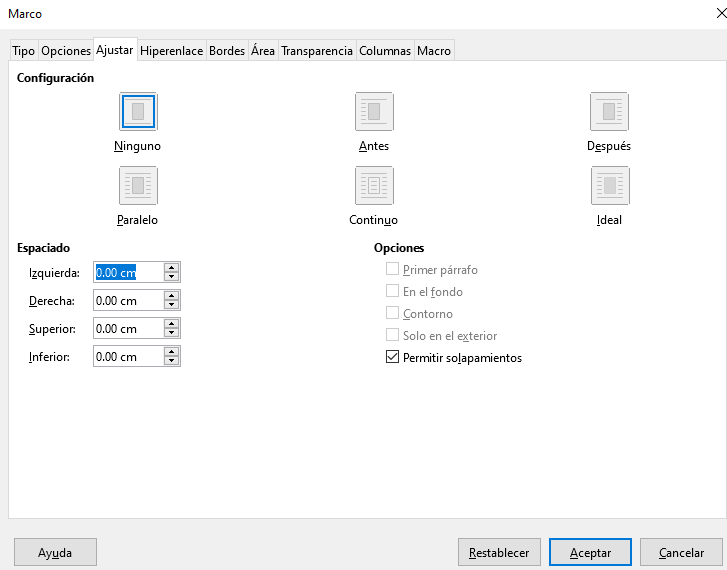 Marco
Tipo Opciones Ajustar Hiperenlace Bordes Área Transparencia Columnas Macro
Configuración
Ninguno Antes Después
Paralelo Continuo Ideal
Espaciado Opciones
Izquierda: 0.00 cm Primer párrafo
En el fondo
Derecha: 0.00 cm
Contorno
Superior: 0.00 cm
Solo en el exterior
Inferior: 0.00 cm Permitir solapamientos
Ayuda Restablecer Aceptar Cancelar